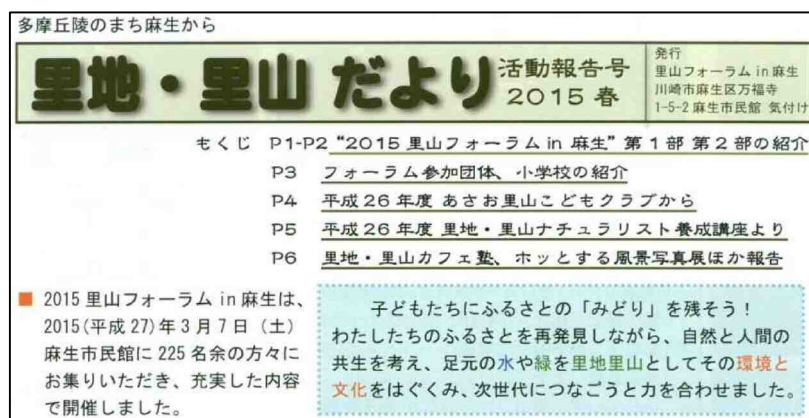 多摩丘陵のまち麻生から
里地・里山 だより
活動報告号
2015 春
発行
里山フォーラム in 麻生
川崎市麻生区万福寺
1-5-2 麻生市民館 気付け
もくじ P1-P2 “2015 里山フォーラム in 麻生” 第1部 第2部の紹介
P3 フォーラム参加団体、小学校の紹介
P4 平成26年度 あさお里山こどもクラブから
P5 平成26年度 里地・里山ナチュラリスト養成講座より
P6 里地・里山カフェ塾、ホッとする風景写真展ほか報告
■ 2015 里山フォーラム in 麻生は、
2015(平成27)年3月7日（土）
麻生市民館に 225 名余の方々に
お集りいただき、充実した内容
で開催しました。
子どもたちにふるさとの「みどり」を残そう！
わたしたちのふるさとを再発見しながら、自然と人間の
共生を考え、足元の水や緑を里地里山としてその環境と
文化をはぐくみ、次世代につなごうと力を合わせました。